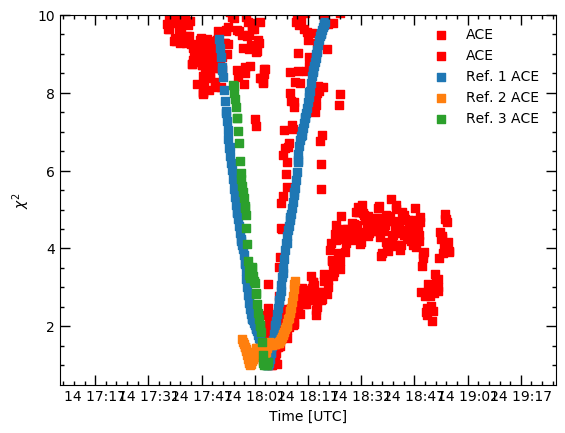 10
8
6
4
2
χ²
ACE
ACE
Ref. 1 ACE
Ref. 2 ACE
Ref. 3 ACE
14 17:17 14 17:32 14 17:47 14 18:02 14 18:17 14 18:32 14 18:47 14 19:02 14 19:17
Time [UTC]